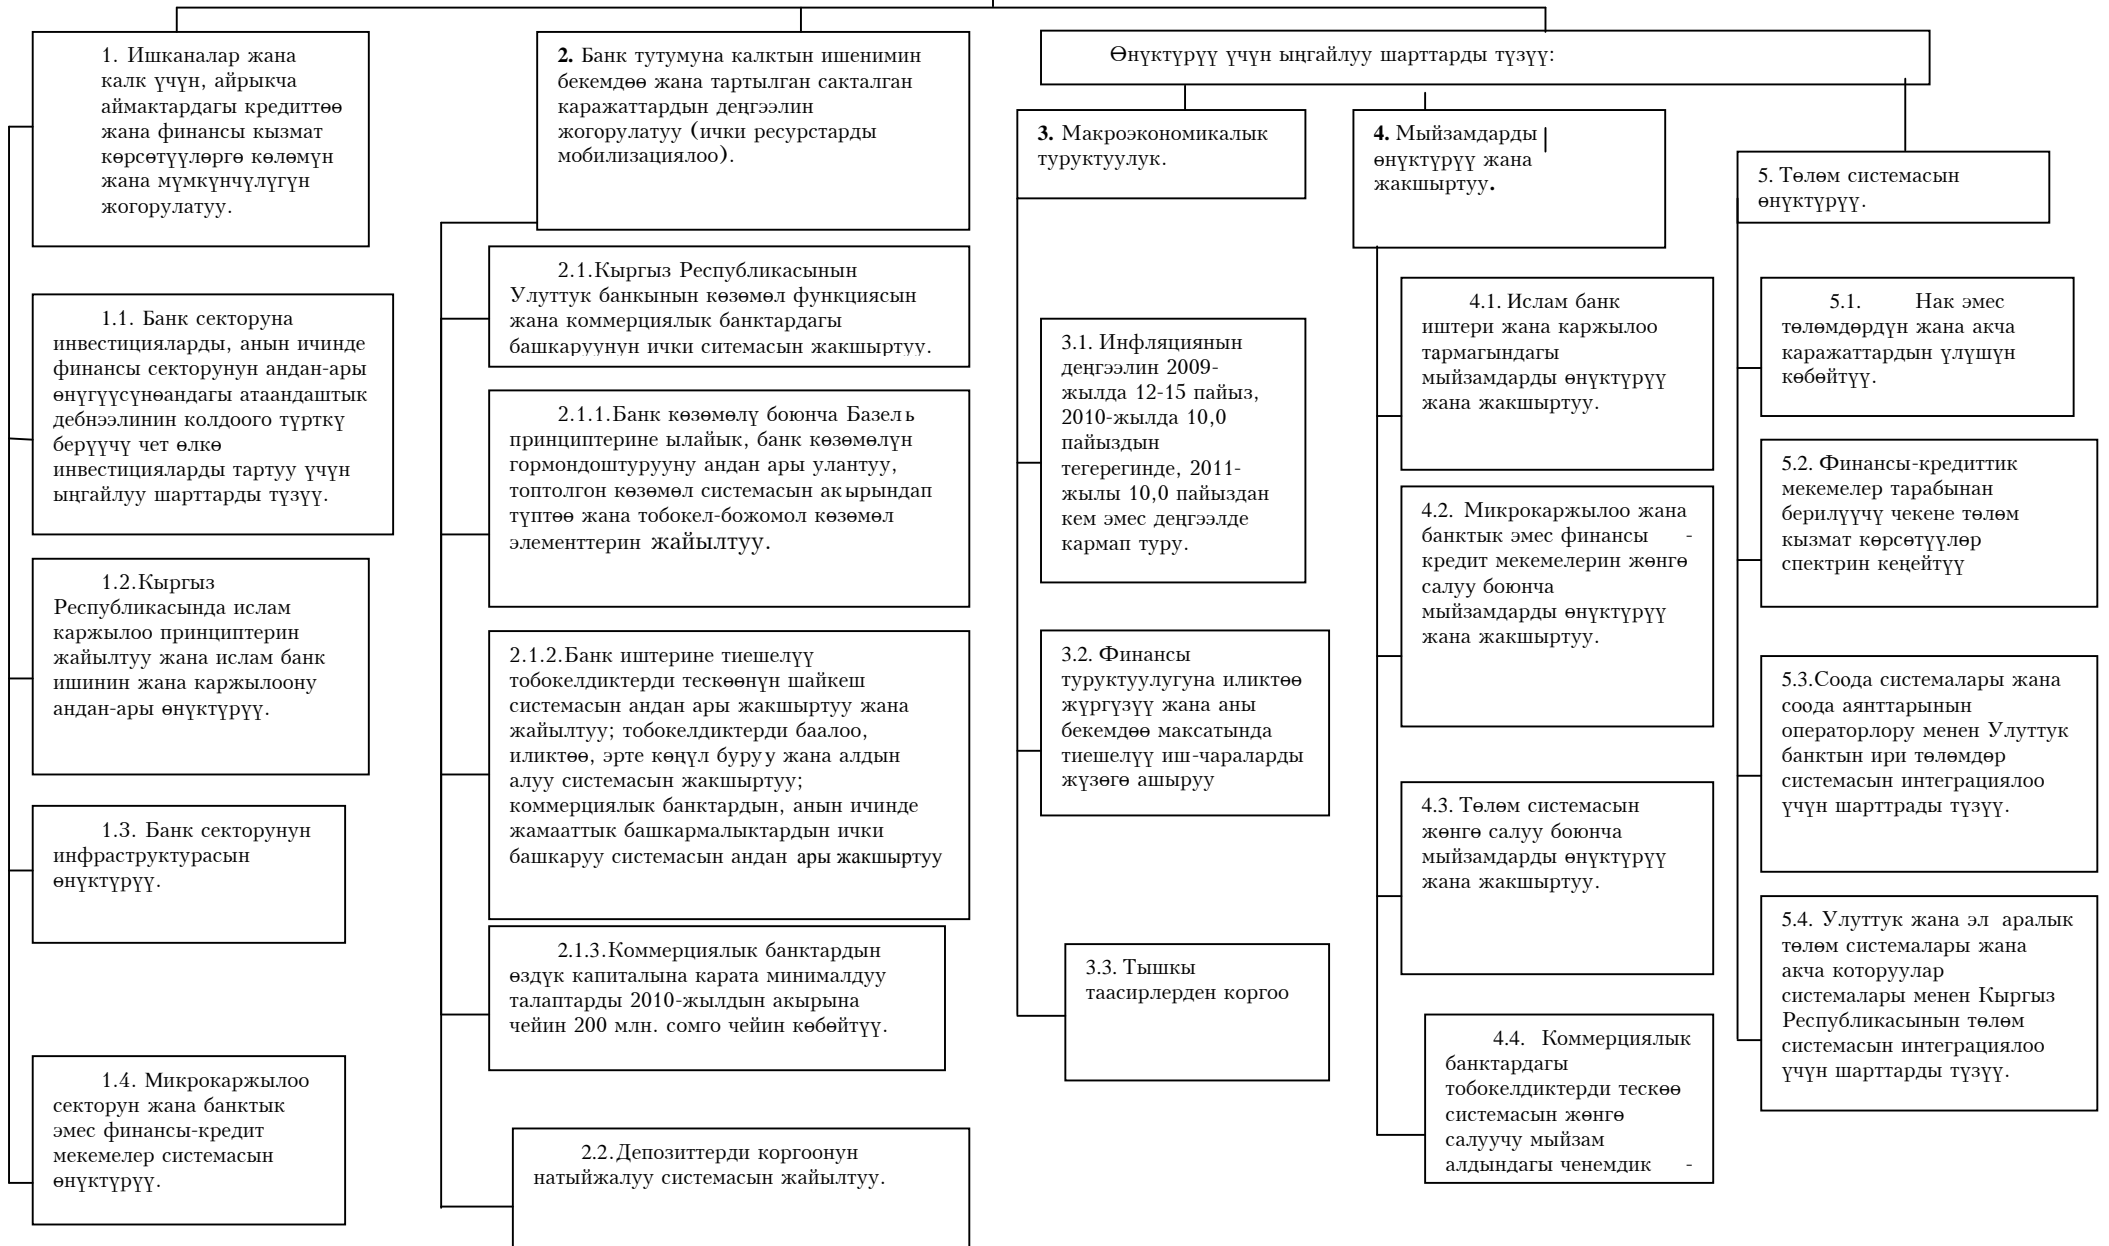 1. Ишканалар жана
калк үчүн, айрыкча
аймактардагы кредиттөө
жана финансы кызмат
көрсөтүүлөргө көлөмүн
жана мүмкүнчүлүгүн
жогорулатуу.
1.1. Банк секторуна
инвестицияларды, анын ичинде
финансы секторунун андан-ары
өнүгүүсүнөандагы атаандаштык
дебнээлинин колдоого түрткү
берүүчү чет өлкө
инвестицияларды тартуу үчүн
ыңгайлуу шарттарды түзүү.
1.2.Кыргыз
Республикасында ислам
каржылоо принциптерин
жайылтуу жана ислам банк
ишинин жана каржылоону
андан-ары өнүктүрүү.
1.3. Банк секторунун
инфраструктурасын
өнүктүрүү.
1.4. Микрокаржылоо
секторун жана банктык
эмес финансы-кредит
мекемелер системасын
өнүктүрүү.
2. Банк тутумуна калктын ишенимин
бекемдөө жана тартылган сакталган
каражаттардын деңгээлин
жогорулатуу (ички ресурстарды
мобилизациялоо).
2.1.Кыргыз Республикасынын
Улуттук банкынын көзөмөл функциясын
жана коммерциялык банктардагы
башкаруунун ички ситемасын жакшыртуу.
2.1.1.Банк көзөмөлү боюнча Базель
принциптерине ылайык, банк көзөмөлүн
гормондоштурууну андан ары улантуу,
топтолгон көзөмөл системасын акырындап
түптөө жана тобокел-божомол көзөмөл
элементтерин жайылтуу.
2.1.2.Банк иштерине тиешелүү
тобокелдиктерди тескөөнүн шайкеш
системасын андан ары жакшыртуу жана
жайылтуу; тобокелдиктерди баалоо,
иликтөө, эрте көңүл буруу жана алдын
алуу системасын жакшыртуу;
коммерциялык банктардын, анын ичинде
жамааттык башкармалыктардын ички
башкаруу системасын андан ары жакшыртуу
2.1.3.Коммерциялык банктардын
өздүк капиталына карата минималдуу
талаптарды 2010-жылдын акырына
чейин 200 млн. сомго чейин көбөйтүү.
2.2.Депозиттерди коргоонун
натыйжалуу системасын жайылтуу.
Өнүктүрүү үчүн ыңгайлуу шарттарды түзүү:
3. Макроэкономикалык
туруктуулук.
3.1. Инфляциянын
деңгээлин 2009-
жылда 12-15 пайыз,
2010-жылда 10,0
пайыздын
тегерегинде, 2011-
жылы 10,0 пайыздан
кем эмес деңгээлде
кармап туру.
3.2. Финансы
туруктуулугуна иликтөө
жүргүзүү жана аны
бекемдөө максатында
тиешелүү иш-чараларды
жүзөгө ашыруу
3.3. Тышкы
таасирлерден коргоо
4. Мыйзамдарды
өнүктүрүү жана
жакшыртуу.
4.1. Ислам банк
иштери жана каржылоо
тармагындагы
мыйзамдарды өнүктүрүү
жана жакшыртуу.
4.2. Микрокаржылоо жана
банктык эмес финансы -
кредит мекемелерин жөнгө
салуу боюнча
мыйзамдарды өнүктүрүү
жана жакшыртуу.
4.3. Төлөм системасын
жөнгө салуу боюнча
мыйзамдарды өнүктүрүү
жана жакшыртуу.
4.4. Коммерциялык
банктардагы
тобокелдиктерди тескөө
системасын жөнгө
салуучу мыйзам
алдындагы ченемдик -
5. Төлөм системасын
өнүктүрүү.
5.1. Нак эмес
төлөмдөрдүн жана акча
каражаттардын үлүшүн
көбөйтүү.
5.2. Финансы-кредиттик
мекемелер тарабынан
берилүүчү чекене төлөм
кызмат көрсөтүүлөр
спектрин кеңейтүү
5.3.Соода системалары жана
соода аянттарынын
операторлору менен Улуттук
банктын ири төлөмдөр
системасын интеграциялоо
үчүн шарттрады түзүү.
5.4. Улуттук жана эл аралык
төлөм системалары жана
акча которуулар
системалары менен Кыргыз
Республикасынын төлөм
системасын интеграциялоо
үчүн шарттарды түзүү.